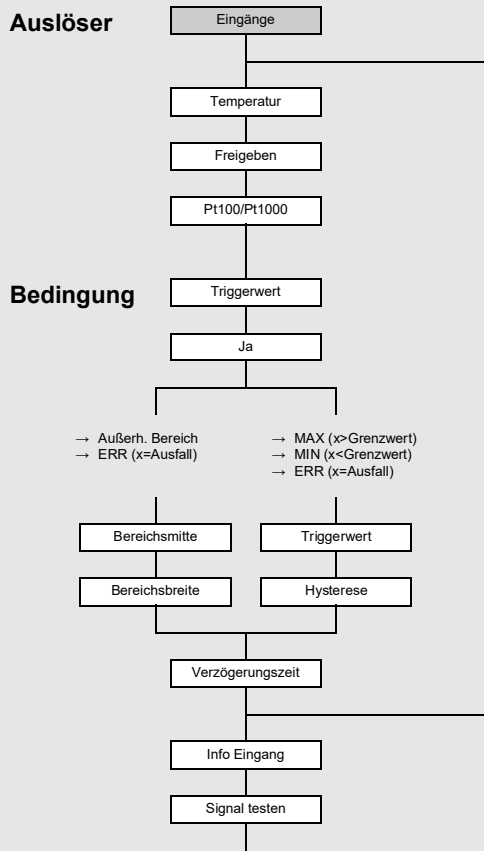 Auslöser
Eingänge
Temperatur
Freigeben
Pt100/Pt1000
Bedingung
Triggerwert
Ja
→ Außerh. Bereich
→ ERR (x=Ausfall)
→ MAX (x>Grenzwert)
→ MIN (x<Grenzwert)
→ ERR (x=Ausfall)
Bereichsmitte
Triggerwert
Bereichsbreite
Hysterese
Verzögerungszeit
Info Eingang
Signal testen